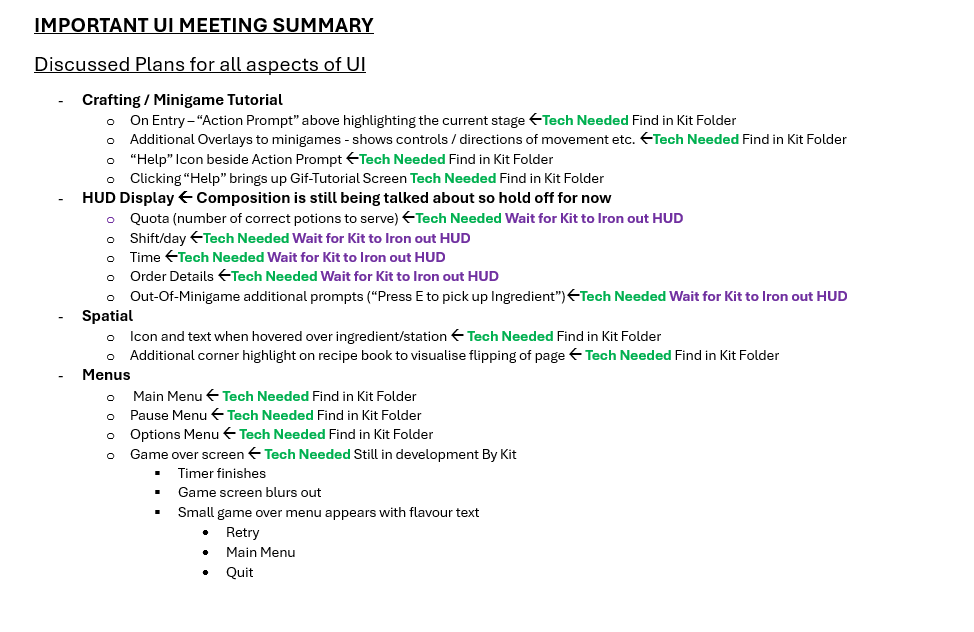 IMPORTANT UI MEETING SUMMARY
Discussed Plans for all aspects of UI
- Crafting / Minigame Tutorial
o On Entry – “Action Prompt” above highlighting the current stage ←Tech Needed Find in Kit Folder
o Additional Overlays to minigames - shows controls / directions of movement etc. ←Tech Needed Find in Kit Folder
o “Help” Icon beside Action Prompt ←Tech Needed Find in Kit Folder
o Clicking “Help” brings up Gif-Tutorial Screen Tech Needed Find in Kit Folder
- HUD Display ← Composition is still being talked about so hold off for now
o Quota (number of correct potions to serve) ←Tech Needed Wait for Kit to Iron out HUD
o Shift/day ←Tech Needed Wait for Kit to Iron out HUD
o Time ←Tech Needed Wait for Kit to Iron out HUD
o Order Details ←Tech Needed Wait for Kit to Iron out HUD
o Out-Of-Minigame additional prompts (“Press E to pick up Ingredient”)←Tech Needed Wait for Kit to Iron out HUD
- Spatial
o Icon and text when hovered over ingredient/station ← Tech Needed Find in Kit Folder
o Additional corner highlight on recipe book to visualise flipping of page ← Tech Needed Find in Kit Folder
- Menus
o Main Menu ← Tech Needed Find in Kit Folder
o Pause Menu ← Tech Needed Find in Kit Folder
o Options Menu ← Tech Needed Find in Kit Folder
o Game over screen ← Tech Needed Still in development By Kit
▪ Timer finishes
▪ Game screen blurs out
▪ Small game over menu appears with flavour text
• Retry
• Main Menu
• Quit